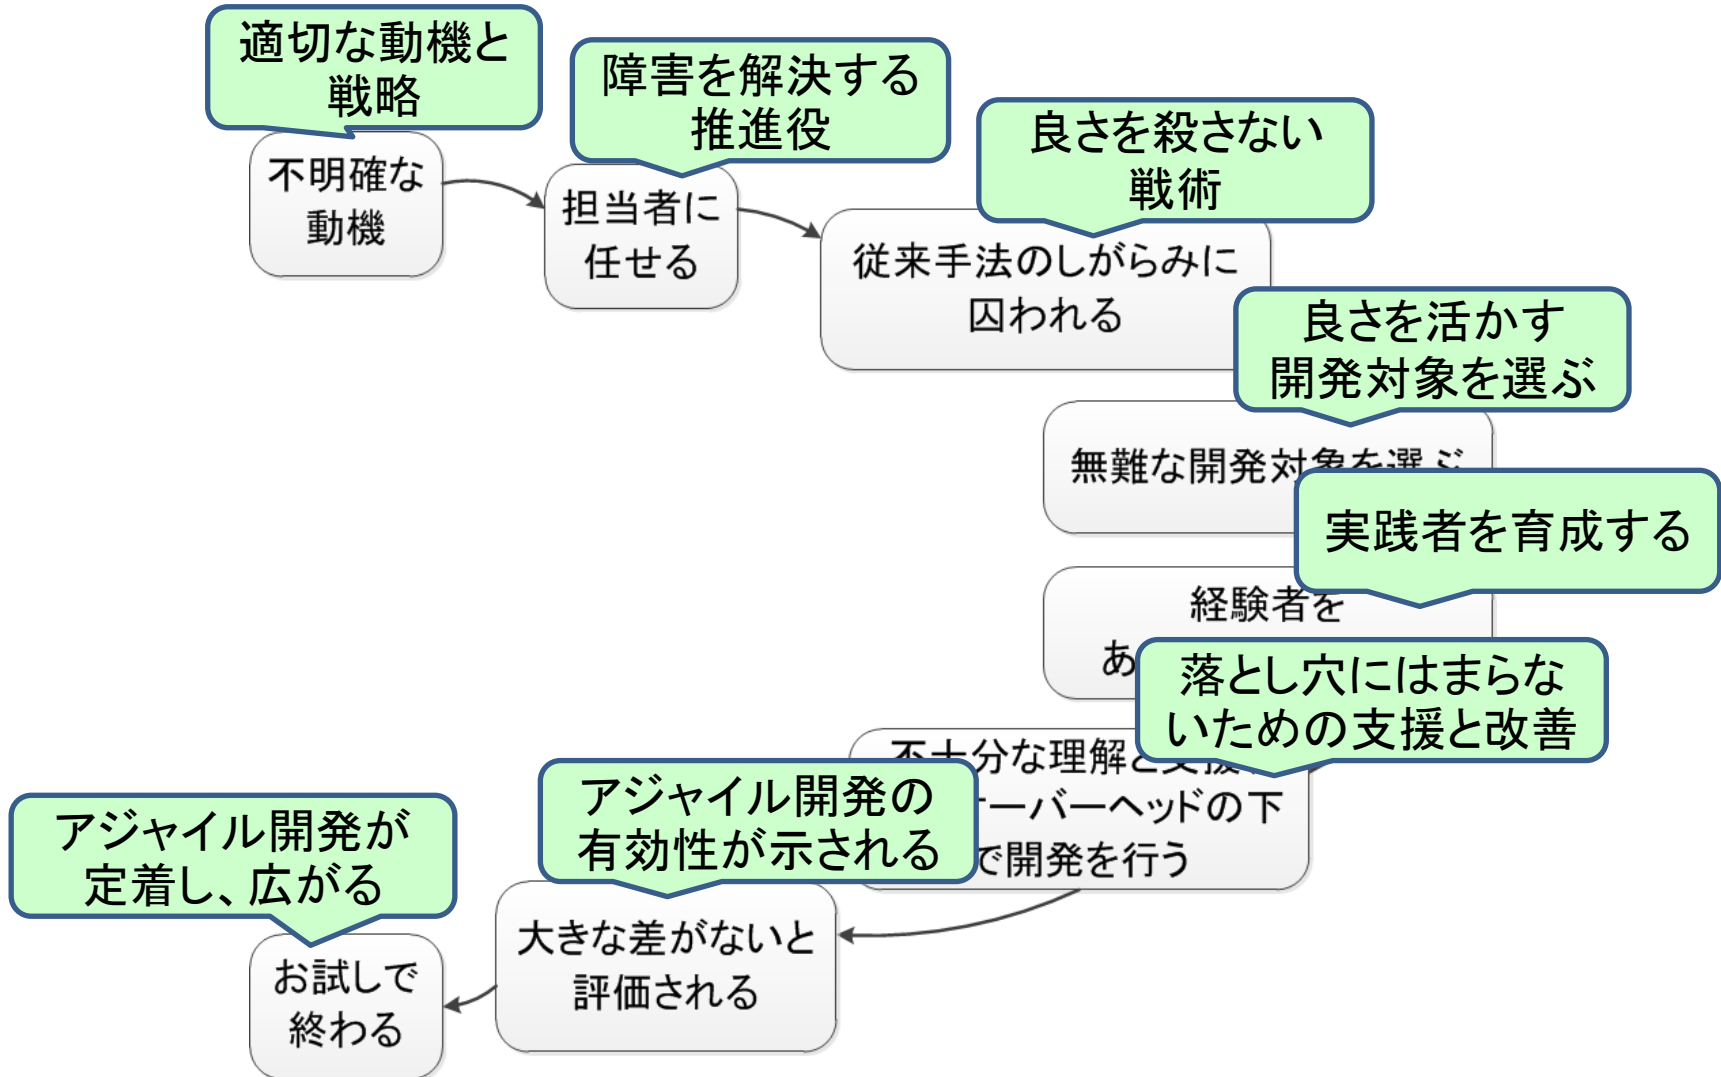 適切な動機と
戦略
不明確な
動機
障害を解決する
推進役
担当者に
任せる
良さを殺さない
戦術
従来手法のしがらみに
囚われる
良さを活かす
開発対象を選ぶ
無難な開発対象を選ぶ
実践者を育成する
経験者を
あ
落とし穴にはまらな
いための支援と改善
不十分な理解と支援
ーバーヘッドの下
で開発を行う
アジャイル開発の
有効性が示される
大きな差がないと
評価される
アジャイル開発が
定着し、広がる
お試しで
終わる